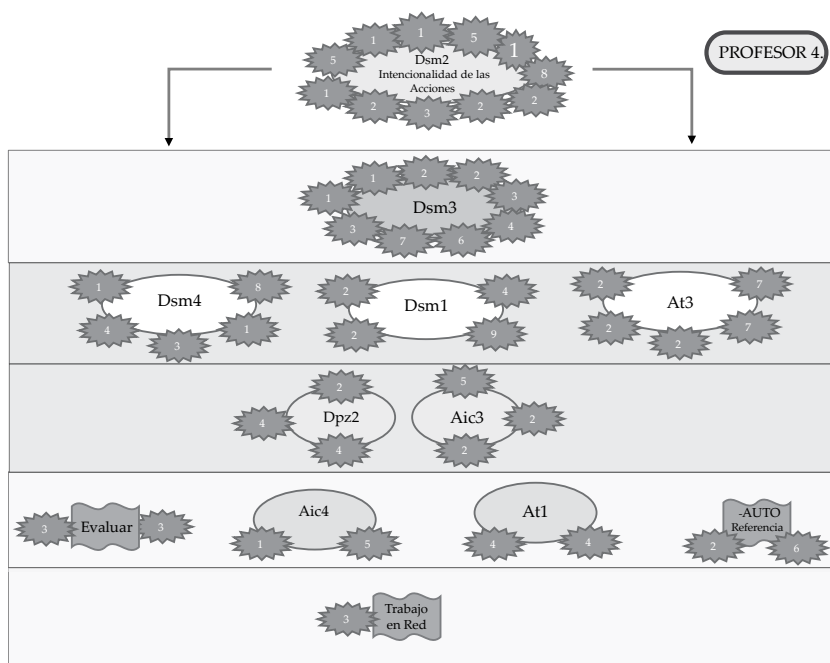 1
5
1
1
5
Dsm2
Intencionalidad de las
Acciones
8
1
2
3
2
2
PROFESOR 4.
1
2
2
1
3
Dsm3
3
7
6
4
1
8
Dsm4
4
3
1
2
4
Dsm1
2
9
2
7
At3
2
2
7
2
4
Dpz2
4
5
Aic3
2
2
3
Evaluar
3
Aic4
1
5
At1
4
4
-AUTO
Referencia
2
6
3
Trabajo
en Red